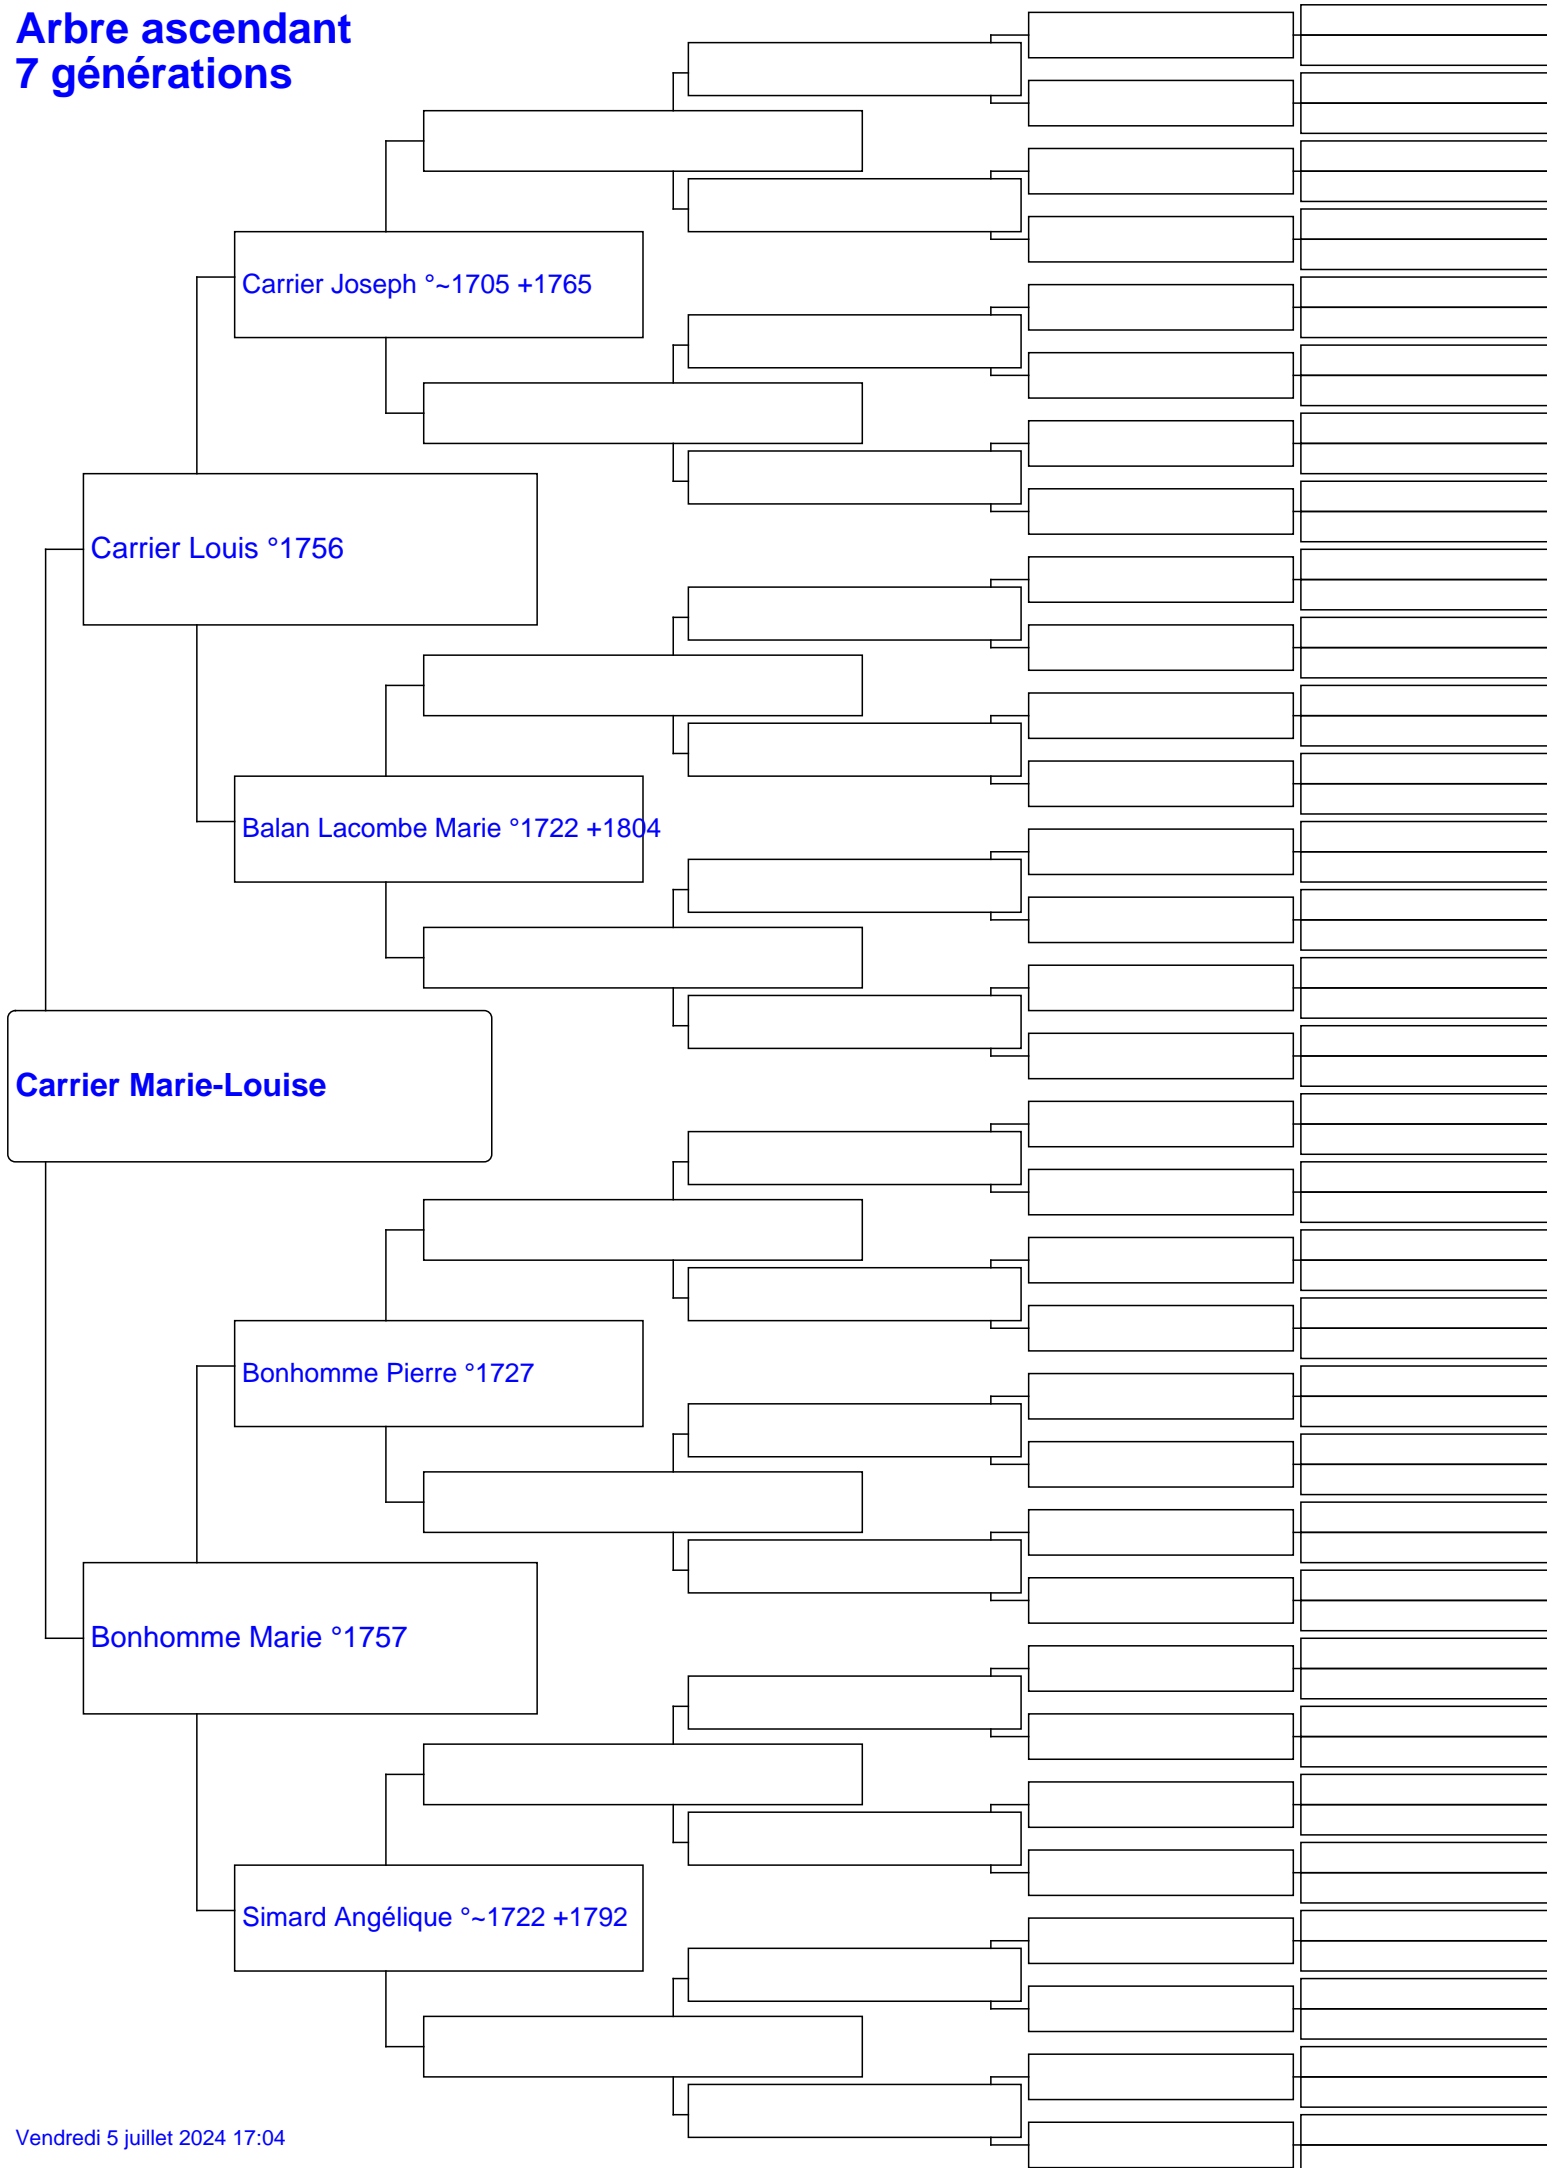 Arbre ascendant
7 générations
Carrier Joseph °~1705 +1765
Carrier Louis °1756
Balan Lacombe Marie °1722 +1804
Carrier Marie-Louise
Bonhomme Pierre °1727
Bonhomme Marie °1757
Simard Angélique °~1722 +1792
Vendredi 5 juillet 2024 17:04